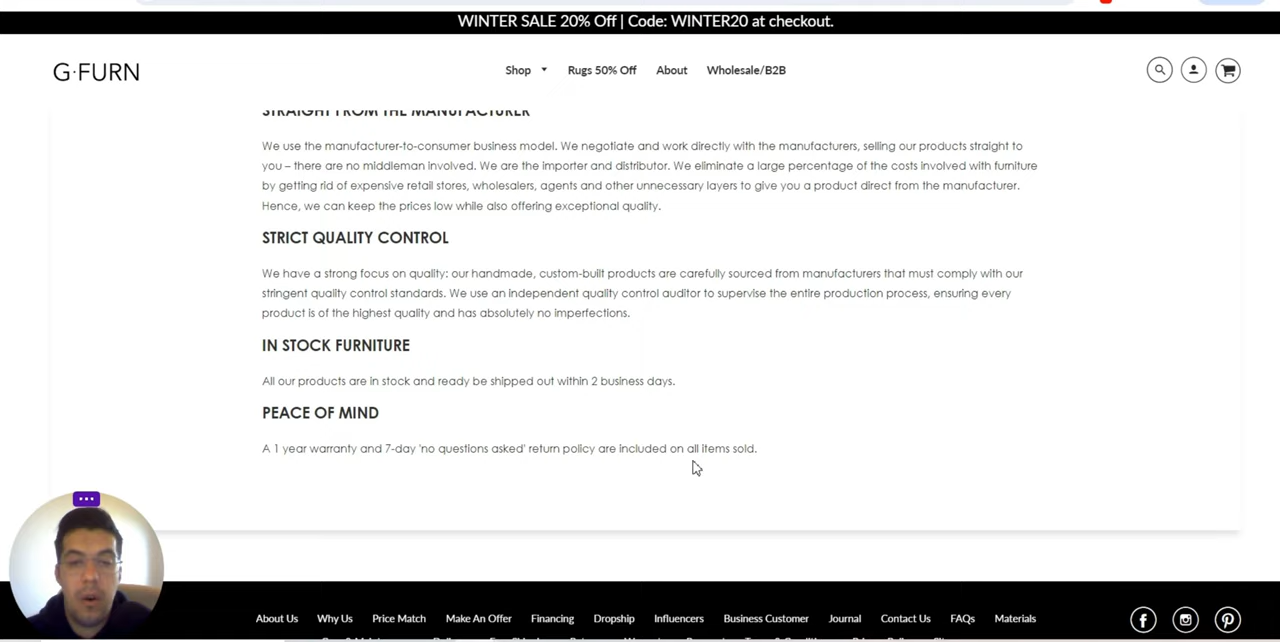 WINTER SALE 20% Off | Code: WINTER20 at checkout.
G·FURN
Shop
Rugs 50% Off
About
Wholesale/B2B
STRAIGHT FROM THE MANUFACTURER
We use the manufacturer-to-consumer business model. We negotiate and work directly with the manufacturers, selling our products straight to
you – there are no middleman involved. We are the importer and distributor. We eliminate a large percentage of the costs involved with furniture
by getting rid of expensive retail stores, wholesalers, agents and other unnecessary layers to give you a product direct from the manufacturer.
Hence, we can keep the prices low while also offering exceptional quality.
STRICT QUALITY CONTROL
We have a strong focus on quality: our handmade, custom-built products are carefully sourced from manufacturers that must comply with our
stringent quality control standards. We use an independent quality control auditor to supervise the entire production process, ensuring every
product is of the highest quality and has absolutely no imperfections.
IN STOCK FURNITURE
All our products are in stock and ready be shipped out within 2 business days.
PEACE OF MIND
A 1 year warranty and 7-day 'no questions asked' return policy are included on all items sold.
About Us
Why Us
Price Match
Make An Offer
Financing
Dropship
Influencers
Business Customer
Journal
Contact Us
FAQs
Materials